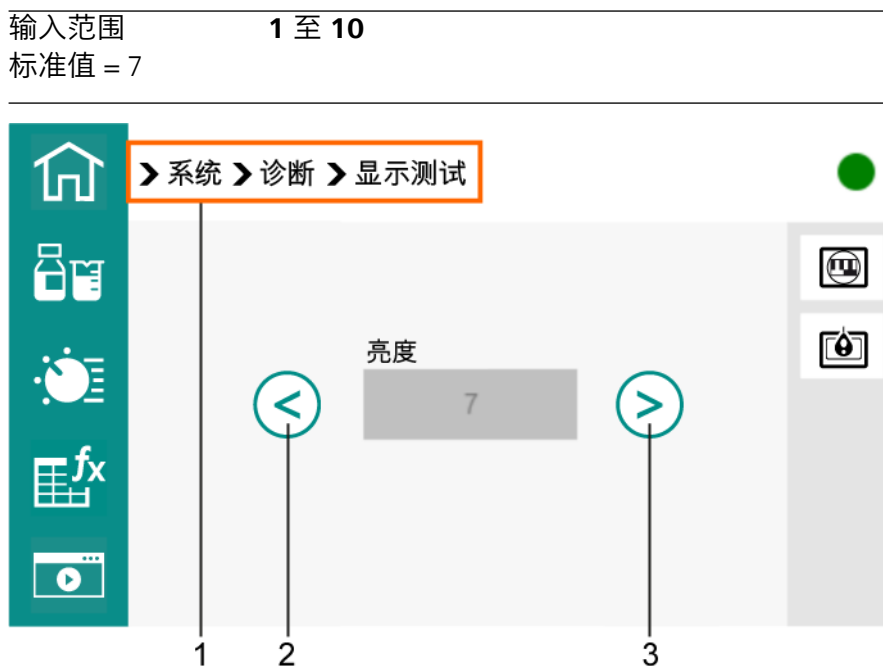 输入范围 1 至 10
标准值 = 7
❯ 系统 ❯ 诊断 ❯ 显示测试
亮度
< 7 >
fx
1 2 3